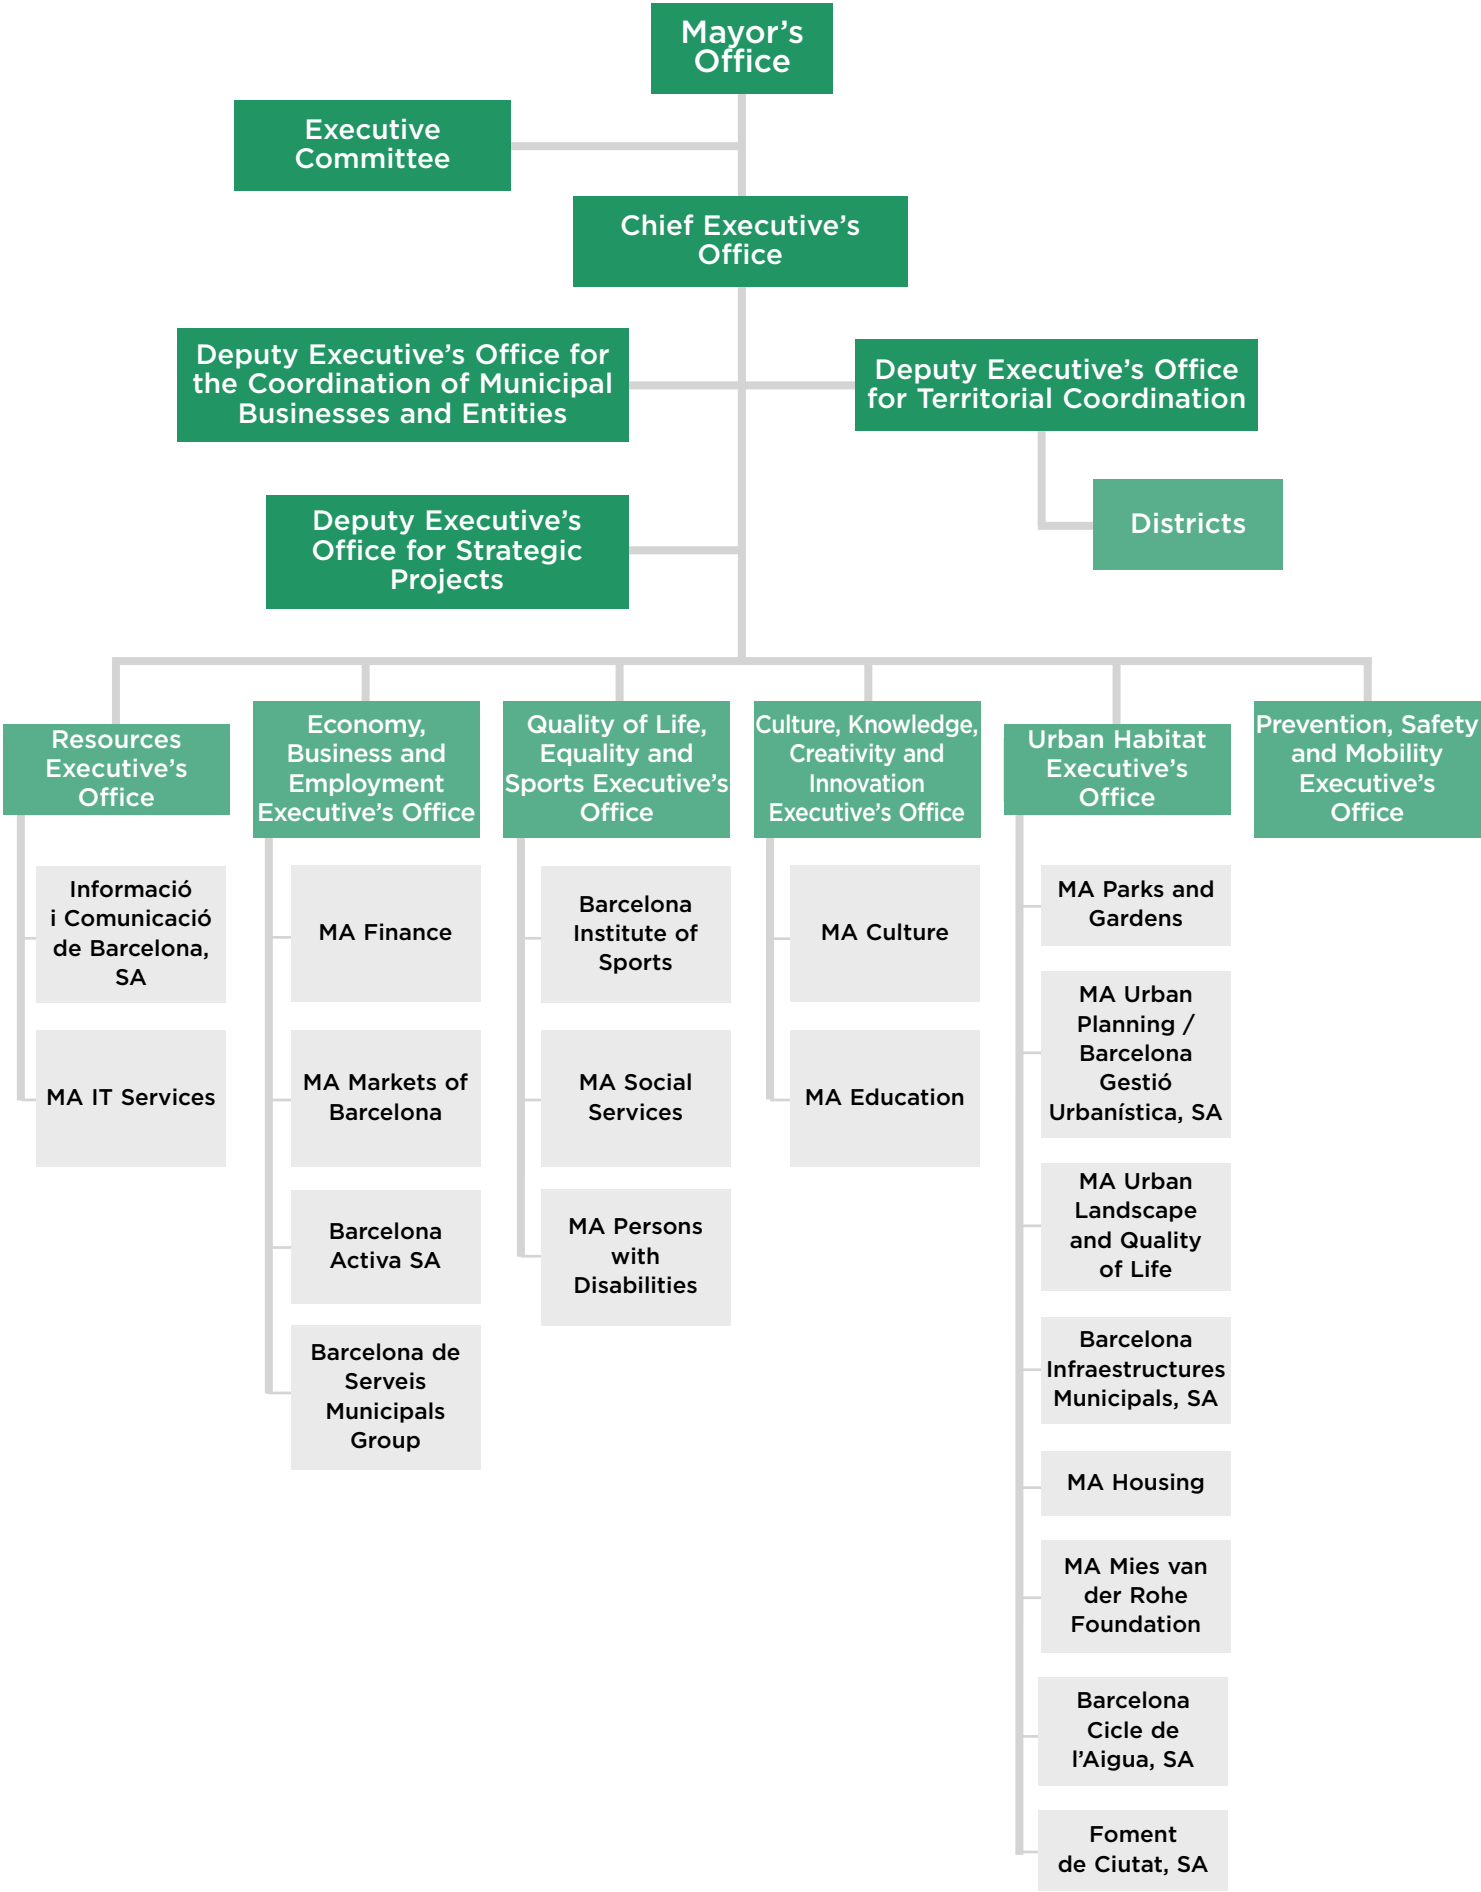 Mayor’s
Office
Executive
Committee
Chief Executive’s
Office
Deputy Executive’s Office for
the Coordination of Municipal
Businesses and Entities
Deputy Executive’s Office
for Territorial Coordination
Districts
Deputy Executive’s
Office for Strategic
Projects
Resources
Executive’s
Office
Informació
i Comunicació
de Barcelona,
SA
MA IT Services
Economy,
Business and
Employment
Executive’s Office
MA Finance
MA Markets of
Barcelona
Barcelona
Activa SA
Barcelona de
Serveis
Municipals
Group
Quality of Life,
Equality and
Sports Executive’s
Office
Barcelona
Institute of
Sports
MA Social
Services
MA Persons
with
Disabilities
Culture, Knowledge,
Creativity and
Innovation
Executive’s Office
MA Culture
MA Education
Urban Habitat
Executive’s
Office
MA Parks and
Gardens
MA Urban
Planning /
Barcelona
Gestió
Urbanística, SA
MA Urban
Landscape
and Quality
of Life
Barcelona
Infraestructures
Municipals, SA
MA Housing
MA Mies van
der Rohe
Foundation
Barcelona
Cicle de
l’Aigua, SA
Foment
de Ciutat, SA
Prevention, Safety
and Mobility
Executive’s
Office